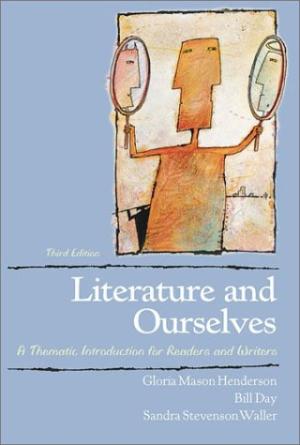 Third Edition
Literature and
Ourselves
A Thematic Introduction for Readers and Writers
Gloria Mason Henderson
Bill Day
Sandra Stevenson Waller